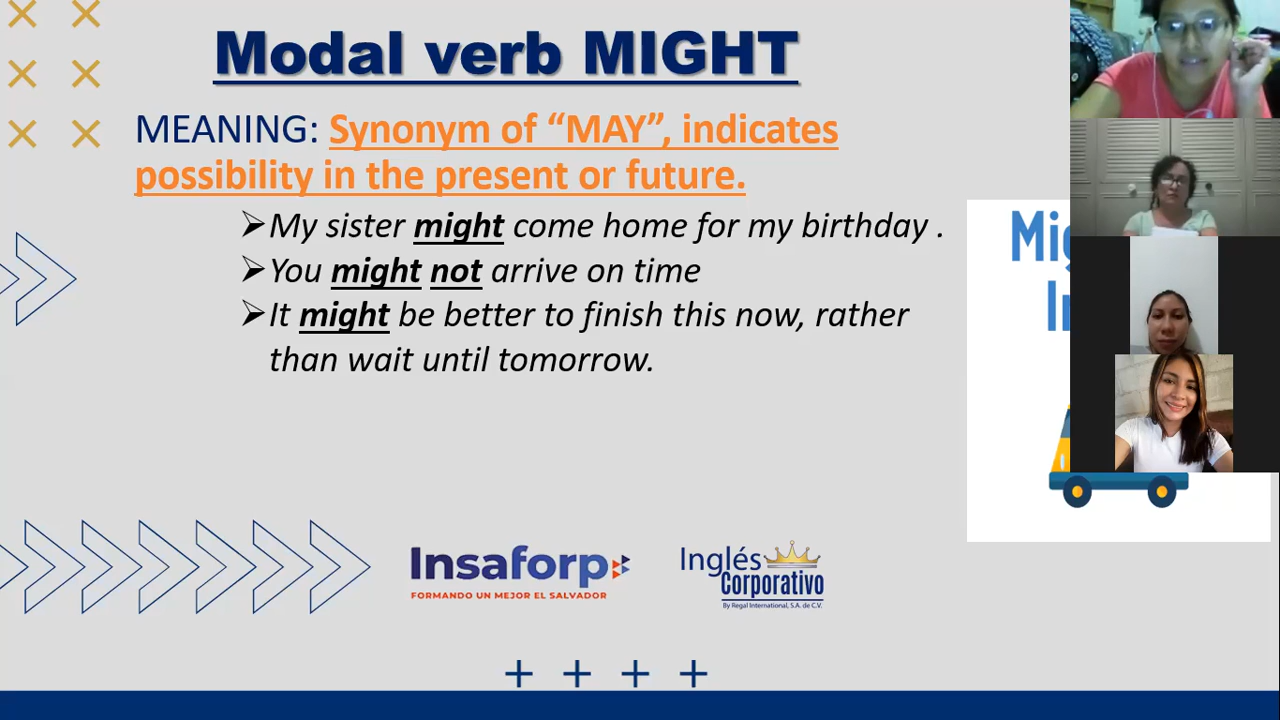 Modal verb MIGHT
MEANING: Synonym of “MAY”, indicates
possibility in the present or future.
➢My sister might come home for my birthday .
➢You might not arrive on time
➢It might be better to finish this now, rather
than wait until tomorrow.
Insaforp
FORMANDO UN MEJOR EL SALVADOR
Inglés
Corporativo
By Regal International, S.A. de C.V.